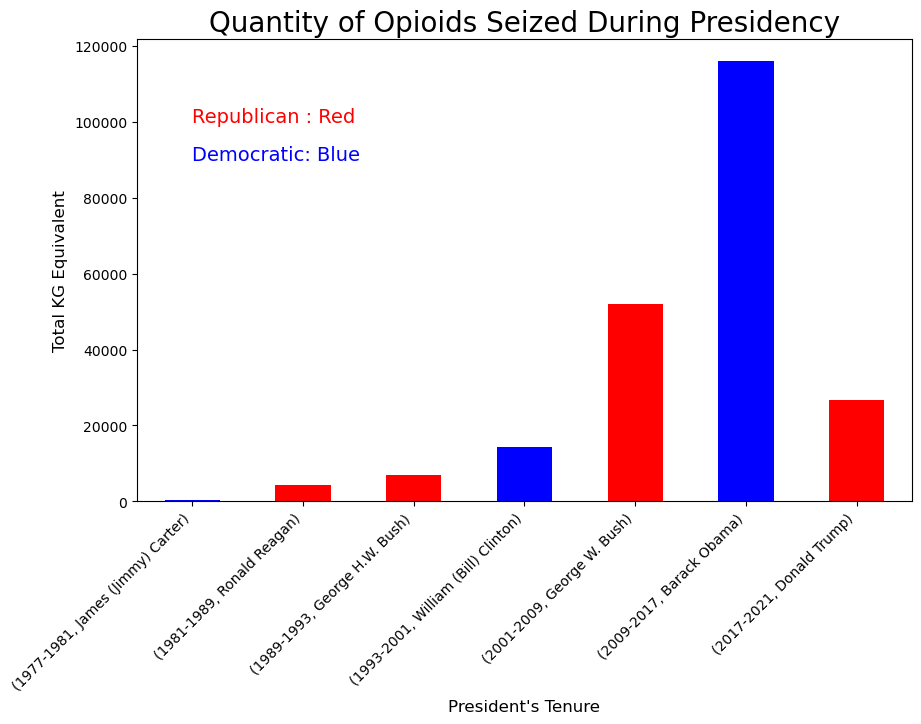 Quantity of Opioids Seized During Presidency
120000
100000
80000
60000
40000
20000
0
Total KG Equivalent
Republican : Red
Democratic: Blue
(1977-1981, James (Jimmy) Carter)
(1981-1989, Ronald Reagan)
(1989-1993, George H.W. Bush)
(1993-2001, William (Bill) Clinton)
(2001-2009, George W. Bush)
(2009-2017, Barack Obama)
(2017-2021, Donald Trump)
President's Tenure